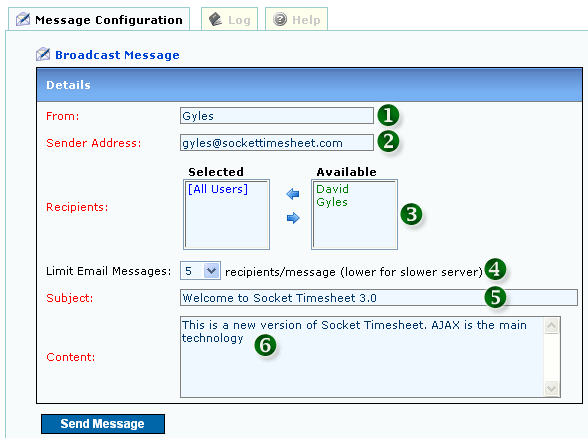 Message Configuration Log Help
Broadcast Message
Details
From: Gyles 1
Sender Address: gyles@sockettimesheet.com 2
Selected Available
[All Users] David
Gyles
Recipients: 3
Limit Email Messages: 5 recipients/message (lower for slower server) 4
Subject: Welcome to Socket Timesheet 3.0 5
This is a new version of Socket Timesheet. AJAX is the main
technology 6
Content:
Send Message